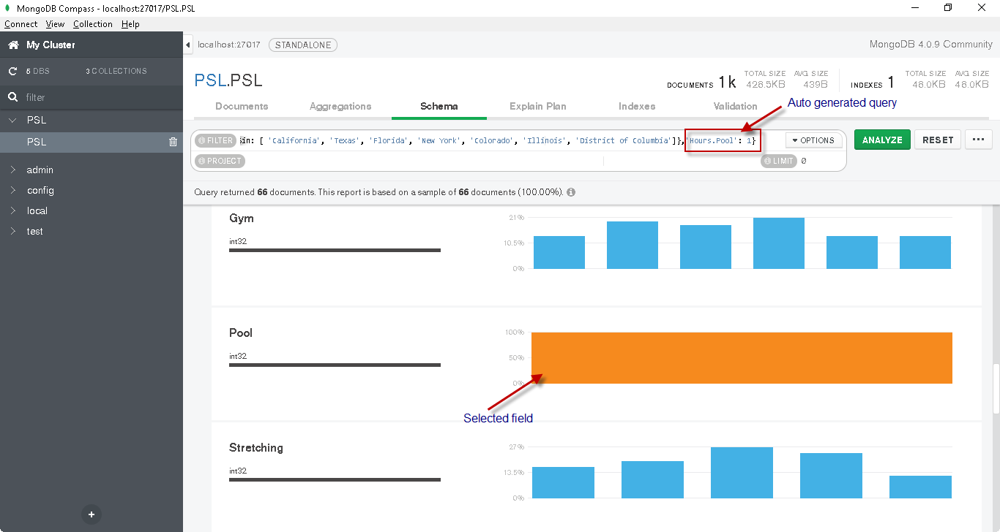 MongoDB Compass - localhost:27017/PSL.PSL
Connect View Collection Help
My Cluster
localhost:27017 STANDALONE
MongoDB 4.0.9 Community
5 DBS 3 COLLECTIONS
filter
PSL
PSL
admin
config
local
test
PSL.PSL
DOCUMENTS 1k TOTAL SIZE 428.5KB AVG. SIZE 439B
INDEXES 1 TOTAL SIZE 48.0KB AVG. SIZE 48.0KB
Documents Aggregations Schema Explain Plan Indexes Validation
Auto generated query
FILTER in: [ 'California', 'Texas', 'Florida', 'New York', 'Colorado', 'Illinois', 'District of Columbia']},'Hours.Pool': 1}
OPTIONS ANALYZE RESET ...
PROJECT LIMIT 0
Query returned 66 documents. This report is based on a sample of 66 documents (100.00%).
Gym
int32
21%
10.5%
0%
Pool
int32
100%
50%
0%
Selected field
Stretching
int32
27%
13.5%
0%